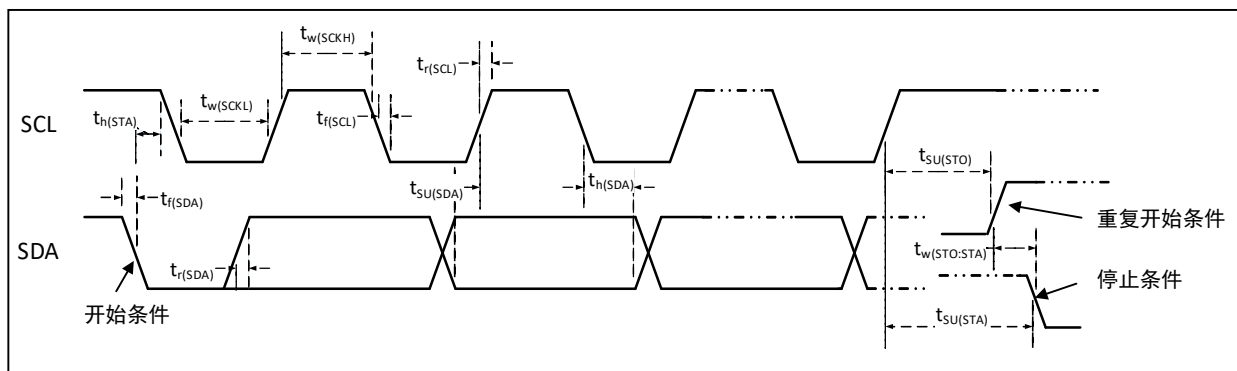 tw(SCKH)
tr(SCL)
tw(SCKL)
th(STA)
tf(SCL)
SCL
tSU(STO)
tSU(SDA)
th(SDA)
tf(SDA)
重复开始条件
SDA
tw(STO:STA)
tr(SDA)
停止条件
开始条件
tSU(STA)